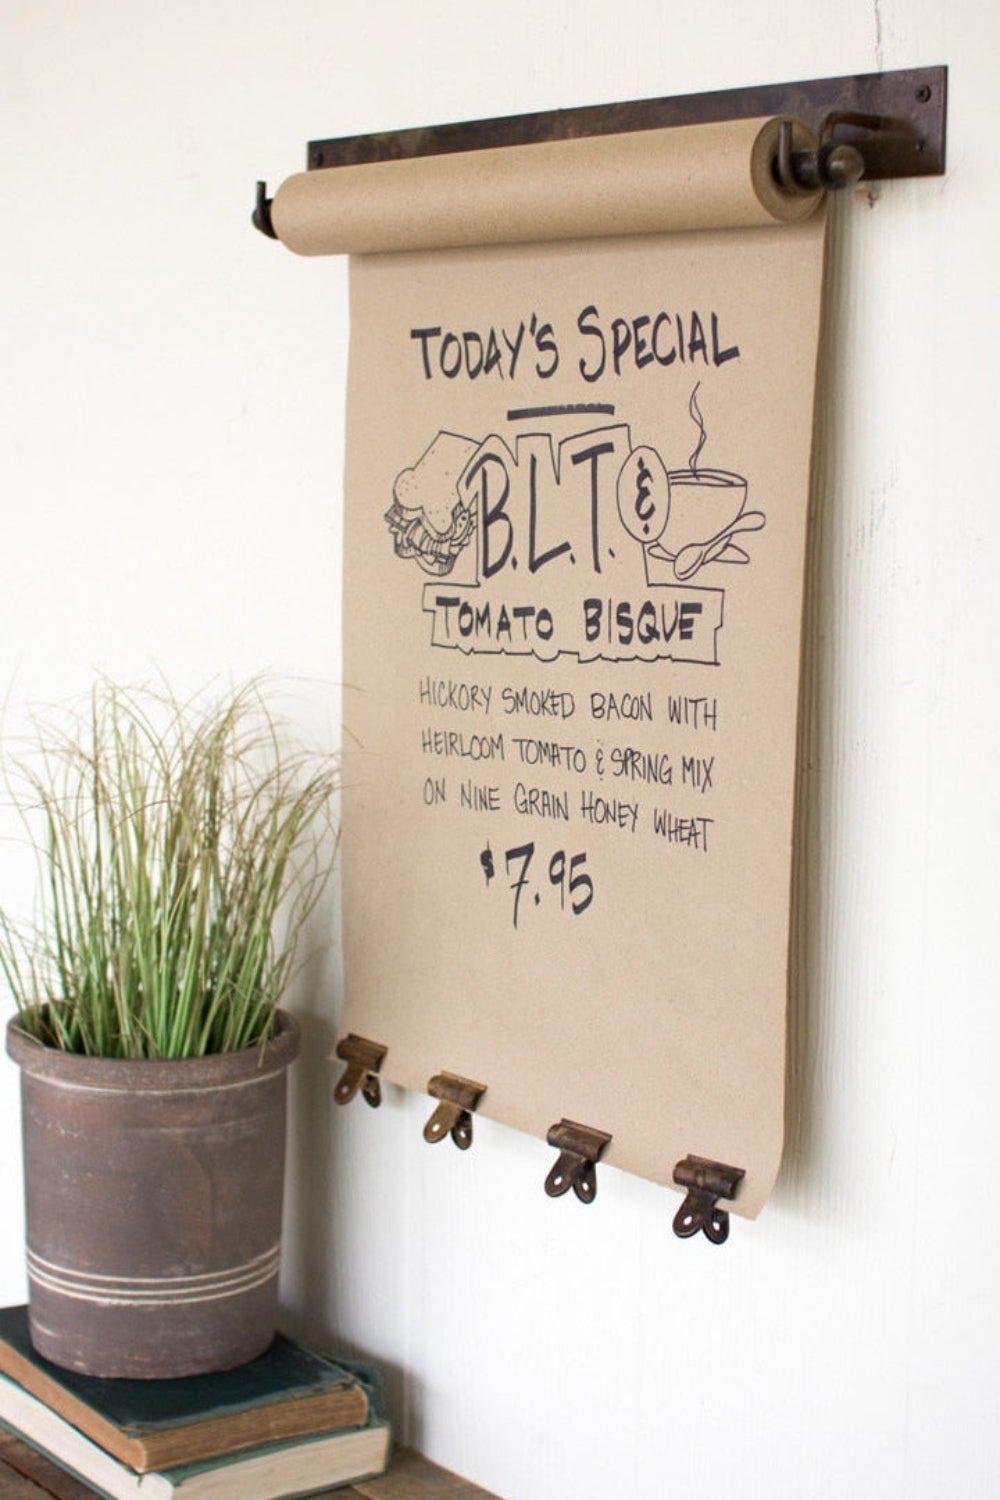 TODAY'S SPECIAL
B.L.T. &
TOMATO BISQUE
HICKORY SMOKED BACON WITH
HEIRLOOM TOMATO & SPRING MIX
ON NINE GRAIN HONEY WHEAT
$7.95